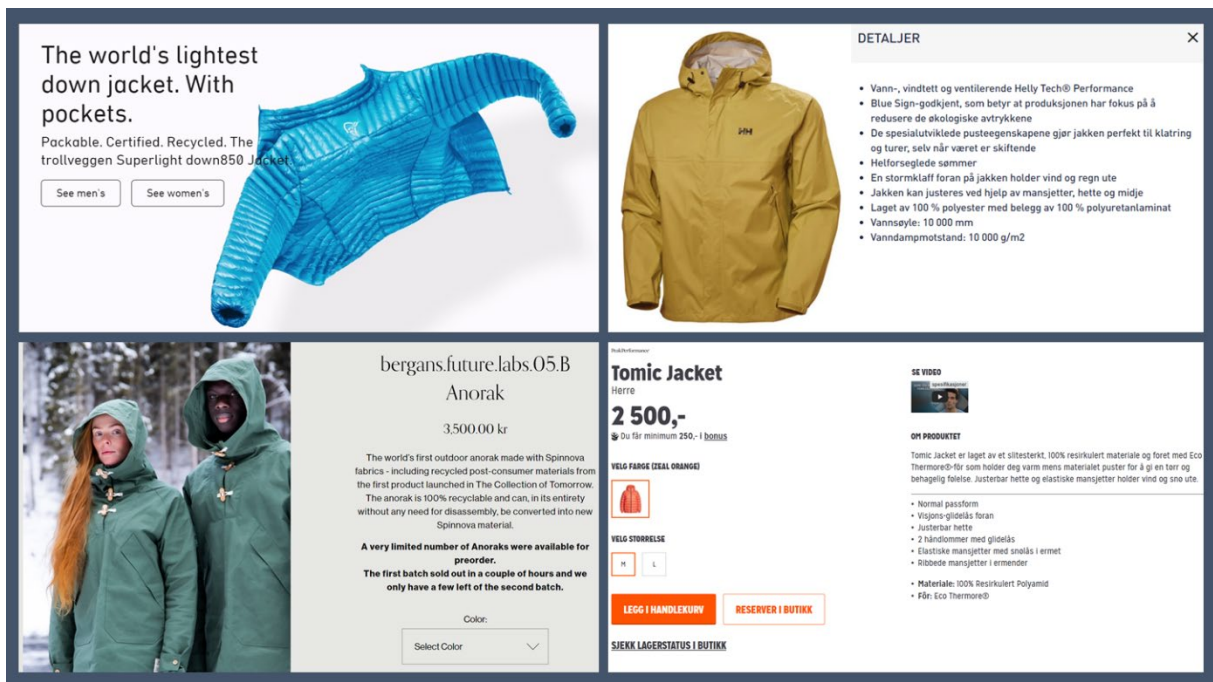 The world's lightest
down jacket. With
pockets.
Packable. Certified. Recycled. The
trollveggen Superlight down850 Jacket.
See men's
See women's
HH
DETALJER
• Vann-, vindtett og ventilerende Helly Tech® Performance
• Blue Sign-godkjent, som betyr at produksjonen har fokus på å
redusere de økologiske avtrykkene
• De spesialutviklede pusteegenskapene gjør jakken perfekt til klatring
og turer, selv når været er skiftende
• Helforseglede sømmer
• En stormklaff foran på jakken holder vind og regn ute
• Jakken kan justeres ved hjelp av mansjetter, hette og midje
• Laget av 100 % polyester med belegg av 100 % polyuretanlaminat
• Vannsøyle: 10 000 mm
• Vanndampmotstand: 10 000 g/m2
bergans.future.labs.05.B
Anorak
3,500.00 kr
The world's first outdoor anorak made with Spinnova
fabrics - including recycled post-consumer materials from
the first product launched in The Collection of Tomorrow.
The anorak is 100% recyclable and can, in its entirety
without any need for disassembly, be converted into new
Spinnova material.
A very limited number of Anoraks were available for
preorder.
The first batch sold out in a couple of hours and we
only have a few left of the second batch.
Color:
Select Color
PeakPerformance
Tomic Jacket
Herre
2 500,-
Du får minimum 250,- i bonus
VELG FARGE (ZEAL ORANGE)
VELG STØRRELSE
M
L
LEGG I HANDLEKURV
RESERVER I BUTIKK
SJEKK LAGERSTATUS I BUTIKK
SE VIDEO
spesifikasjoner
OM PRODUKTET
Tomic Jacket er laget av et slitesterkt, 100% resirkulert materiale og foret med Eco
Thermore®-fôr som holder deg varm mens materialet puster for å gi en tørr og
behagelig følelse. Justerbar hette og elastiske mansjetter holder vind og snø ute.
• Normal passform
• Visjons-glidelås foran
• Justerbar hette
• 2 håndlommer med glidelås
• Elastiske mansjetter med snølås i ermet
• Ribbede mansjetter i ermender
• Materiale: 100% Resirkulert Polyamid
• Fôr: Eco Thermore®